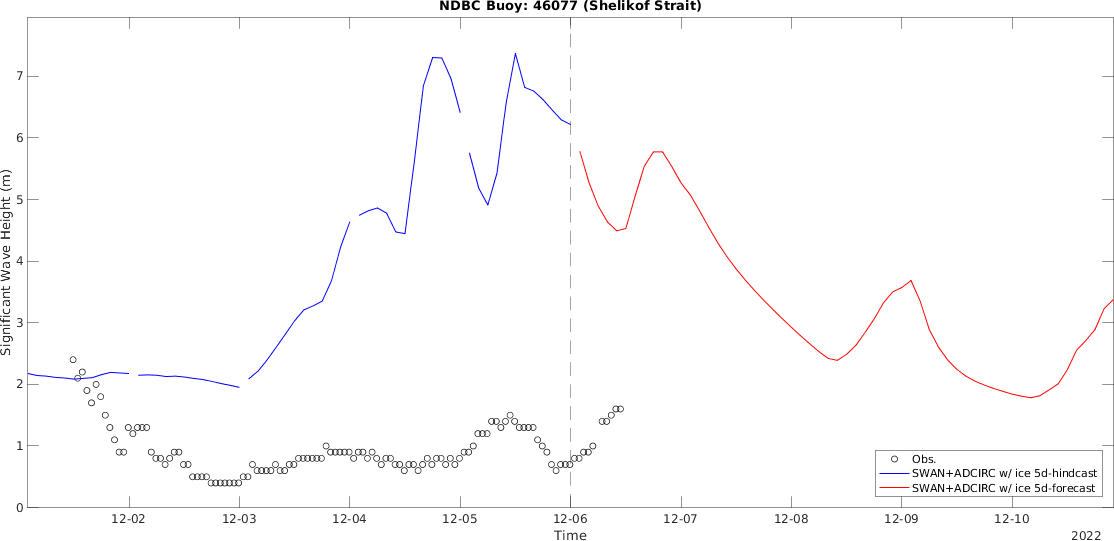 NDBC Buoy: 46077 (Shelikof Strait)
Significant Wave Height (m)
7
6
5
4
3
2
1
0
Obs.
SWAN+ADCIRC w/ ice 5d-hindcast
SWAN+ADCIRC w/ ice 5d-forecast
12-02 12-03 12-04 12-05 12-06 12-07 12-08 12-09 12-10
Time
2022